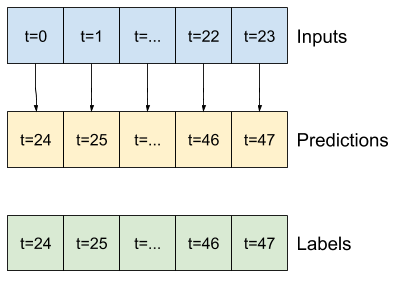 t=0 t=1 t=... t=22 t=23 Inputs
t=24 t=25 t=... t=46 t=47 Predictions
t=24 t=25 t=... t=46 t=47 Labels